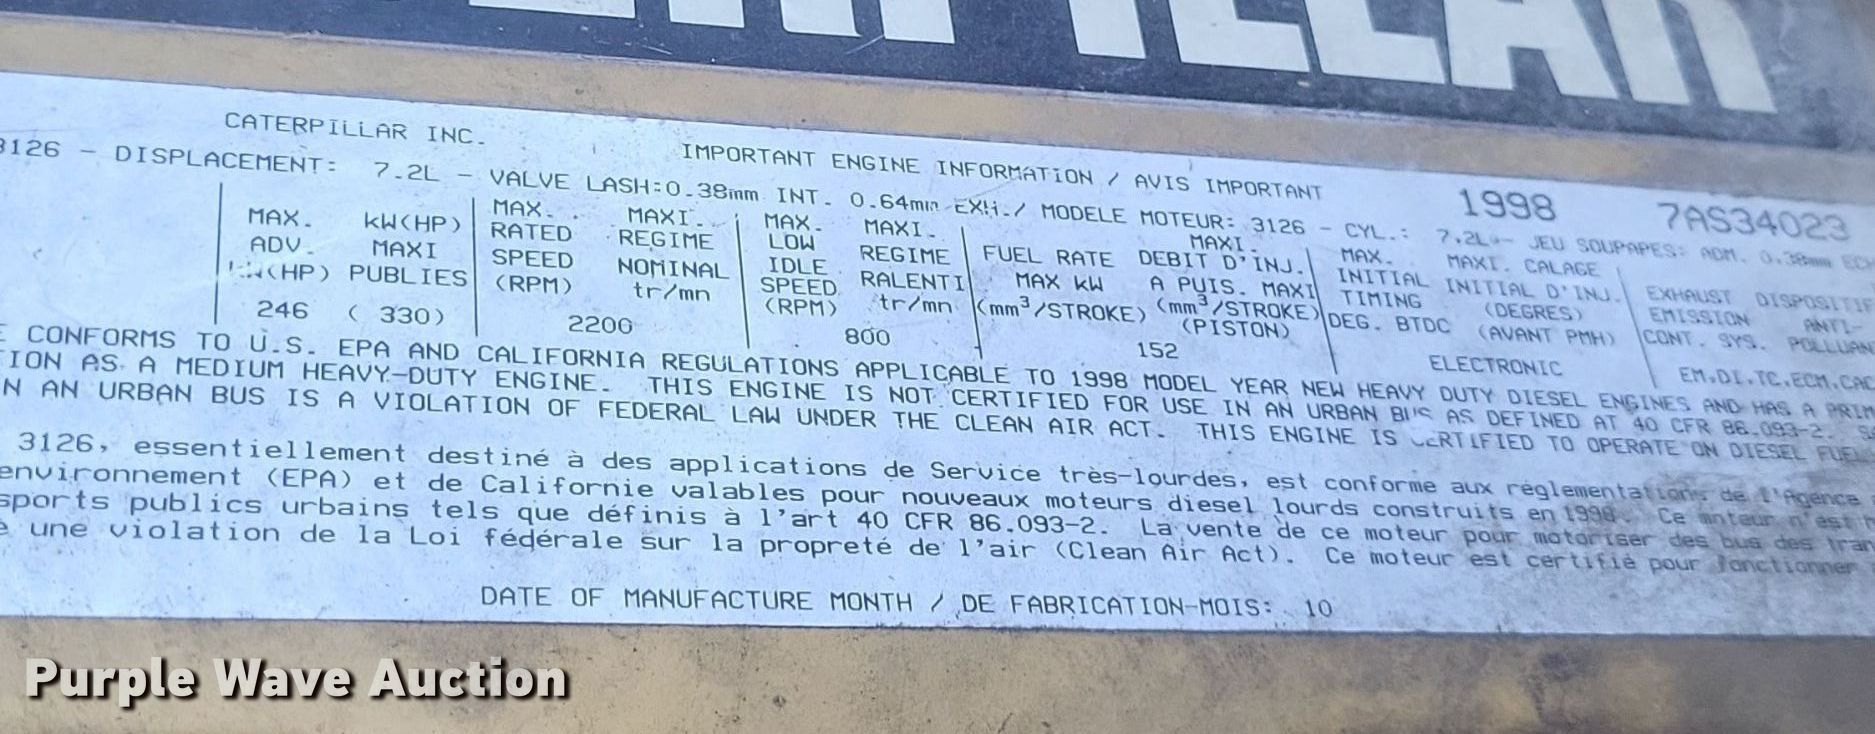 CATERPILLAR INC.
IMPORTANT ENGINE INFORMATION / AVIS IMPORTANT
1998 7AS34023
3126 - DISPLACEMENT: 7.2L - VALVE LASH:0.38mm INT. 0.64mm EXH./ MODELE MOTEUR: 3126 - CYL.: 7.2L - JEU SOUPAPES: ADM. 0.38mm
MAX. kW(HP)
ADV. MAXI
kW(HP) PUBLIES
246 ( 330)
MAX. MAXI.
RATED REGIME
SPEED NOMINAL
(RPM) tr/mn
2200
MAX. MAXI.
LOW REGIME
IDLE RALENTI
SPEED tr/mn
(RPM)
800
MAXI.
FUEL RATE DEBIT D'INJ.
MAX kW A PUIS. MAXI
(mm³/STROKE) (mm³/STROKE)
(PISTON)
152
MAX. MAXI. CALAGE
INITIAL INITIAL D'INJ.
TIMING (DEGRES)
DEG. BTDC (AVANT PMH)
ELECTRONIC
EXHAUST
EMISSION ANTI-
CONT. SYS.
EM,DI,TC,ECM,
CONFORMS TO U.S. EPA AND CALIFORNIA REGULATIONS APPLICABLE TO 1998 MODEL YEAR NEW HEAVY DUTY DIESEL ENGINES AND HAS A
AS A MEDIUM HEAVY-DUTY ENGINE. THIS ENGINE IS NOT CERTIFIED FOR USE IN AN URBAN BUS AS DEFINED AT 40 CFR 86.093-2.
AN URBAN BUS IS A VIOLATION OF FEDERAL LAW UNDER THE CLEAN AIR ACT. THIS ENGINE IS CERTIFIED TO OPERATE ON DIESEL
3126, essentiellement destiné à des applications de Service très-lourdes, est conforme aux réglementations de l'Agence
environnement (EPA) et de Californie valables pour nouveaux moteurs diesel lourds construits en 1998. Ce moteur n'est
publics urbains tels que définis à l'art 40 CFR 86.093-2. La vente de ce moteur pour motoriser des bus des
une violation de la Loi fédérale sur la propreté de l'air (Clean Air Act). Ce moteur est certifié pour fonctionner
DATE OF MANUFACTURE MONTH / DE FABRICATION-MOIS: 10
Purple Wave Auction